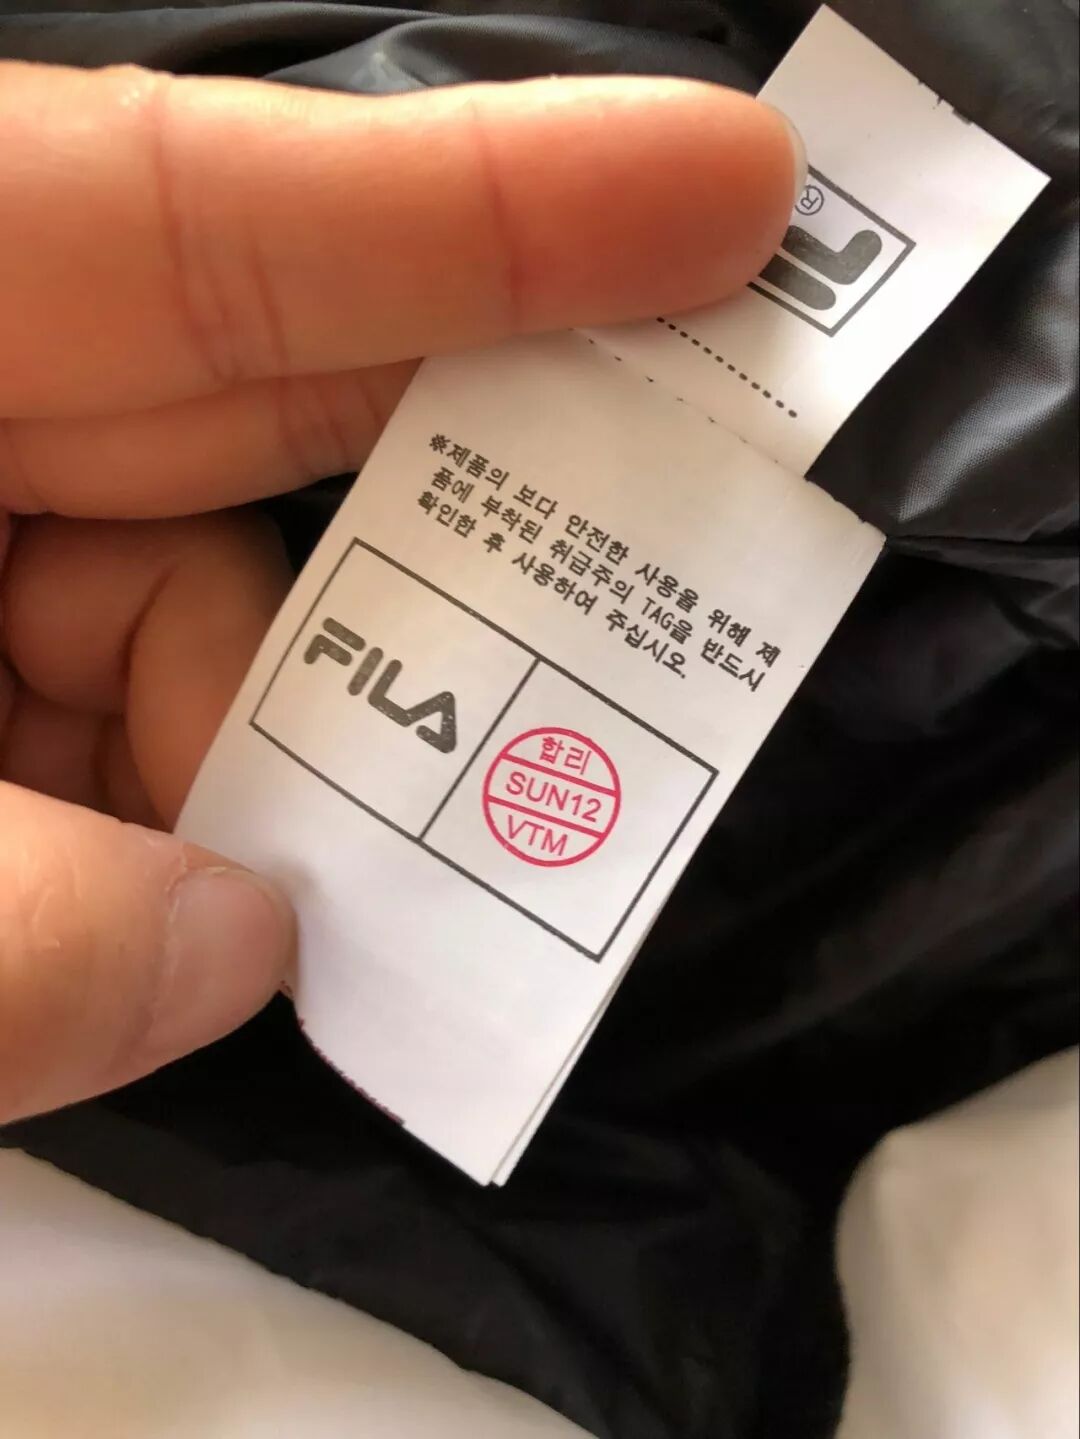 ®
※제품의 보다 안전한 사용을 위해 제
품에 부착된 취급주의 TAG을 반드시
확인한 후 사용하여 주십시오.
FILA
합리
SUN12
VTM